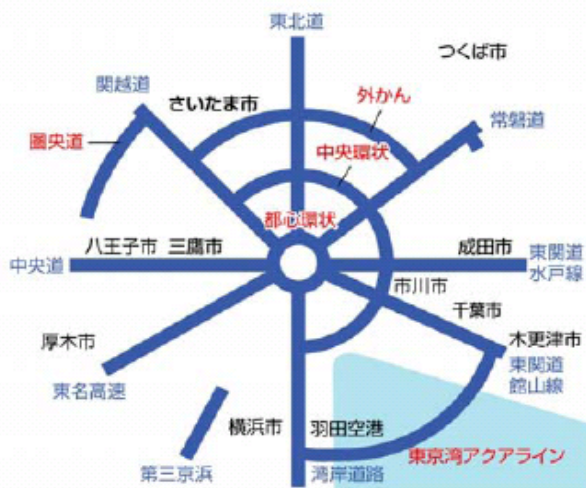 東北道
つくば市
関越道
さいたま市
外かん
常磐道
圏央道
中央環状
都心環状
八王子市
三鷹市
成田市
中央道
東関道
水戸線
市川市
千葉市
厚木市
木更津市
東名高速
東関道
館山線
横浜市
羽田空港
東京湾アクアライン
第三京浜
湾岸道路